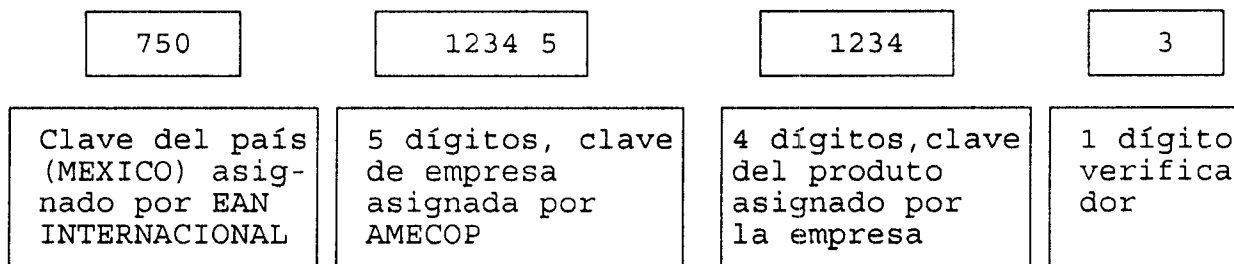 750
1234 5
1234
3
Clave del país
(MEXICO) asig-
nado por EAN
INTERNACIONAL
5 dígitos, clave
de empresa
asignada por
AMECOP
4 dígitos,clave
del produto
asignado por
la empresa
1 dígito
verifica
dor